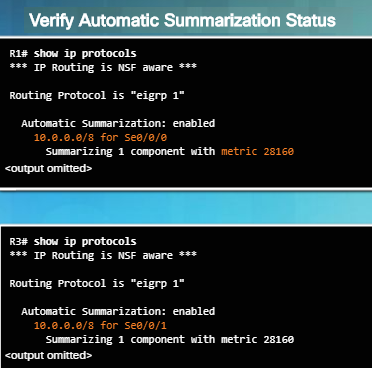 Verify Automatic Summarization Status
R1# show ip protocols
*** IP Routing is NSF aware ***
Routing Protocol is "eigrp 1"
Automatic Summarization: enabled
10.0.0.0/8 for Se0/0/0
Summarizing 1 component with metric 28160
<output omitted>
R3# show ip protocols
*** IP Routing is NSF aware ***
Routing Protocol is "eigrp 1"
Automatic Summarization: enabled
10.0.0.0/8 for Se0/0/1
Summarizing 1 component with metric 28160
<output omitted>